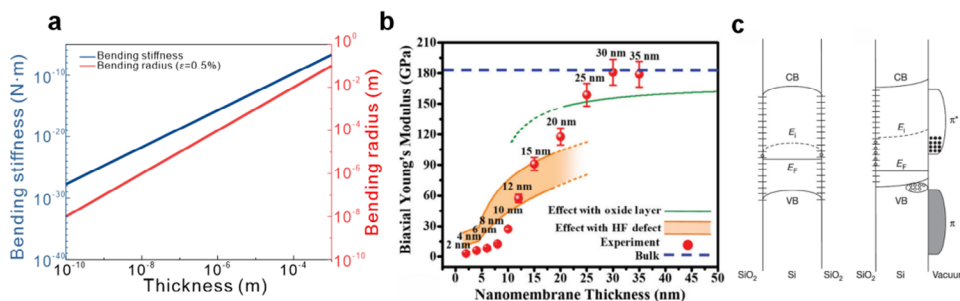 a
Bending stiffness
Bending radius (ε=0.5%)
Bending stiffness (N·m)
10⁻¹⁰
10⁻²⁰
10⁻³⁰
10⁻⁴⁰
10⁰
10⁻²
10⁻⁴
10⁻⁶
10⁻⁸
10⁻¹⁰
Bending radius (m)
10⁻¹⁰ 10⁻⁸ 10⁻⁶ 10⁻⁴
Thickness (m)
b
Biaxial Young's Modulus (GPa)
210
180
150
120
90
60
30
0
30 nm
35 nm
25 nm
20 nm
15 nm
12 nm
10 nm
8 nm
6 nm
4 nm
2 nm
Effect with oxide layer
Effect with HF defect
Experiment
Bulk
0 5 10 15 20 25 30 35 40 45 50
Nanomembrane Thickness (nm)
c
CB
Eᵢ
E_F
VB
SiO₂ Si SiO₂
CB
Eᵢ
E_F
VB
π*
π
SiO₂ Si Vacuum